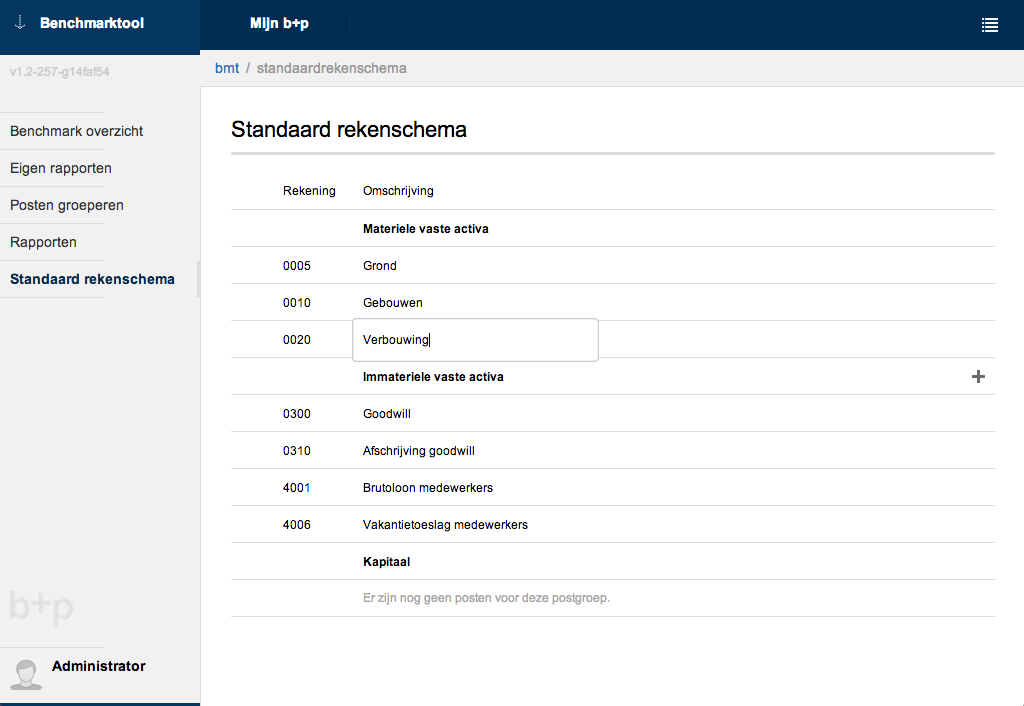 Benchmarktool
Mijn b+p
v1.2-257-g14faf54
bmt / standaardrekenschema
Benchmark overzicht
Eigen rapporten
Posten groeperen
Rapporten
Standaard rekenschema
b+p
Administrator
Standaard rekenschema
Rekening Omschrijving
Materiele vaste activa
0005 Grond
0010 Gebouwen
0020 Verbouwing
Immateriele vaste activa +
0300 Goodwill
0310 Afschrijving goodwill
4001 Brutoloon medewerkers
4006 Vakantietoeslag medewerkers
Kapitaal
Er zijn nog geen posten voor deze postgroep.